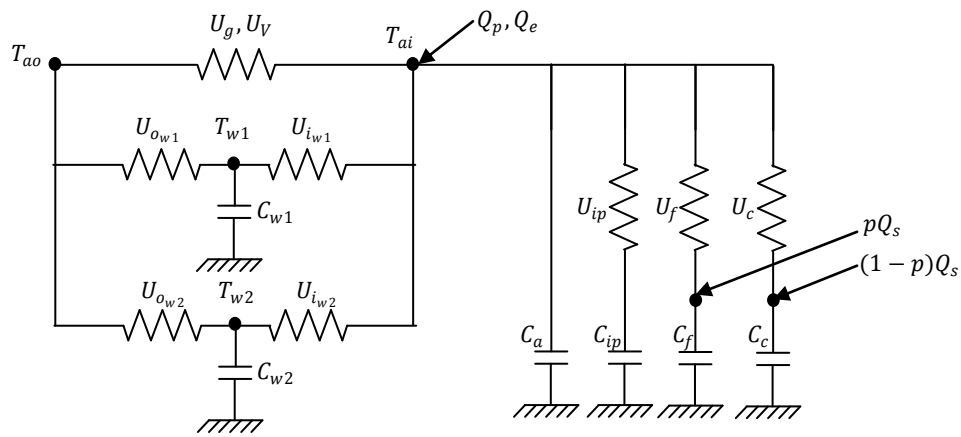 U_g, U_V
Q_p, Q_e
T_ao
T_ai
U_o_w1
T_w1
U_i_w1
C_w1
U_ip
U_f
U_c
pQ_s
(1 − p)Q_s
U_o_w2
T_w2
U_i_w2
C_a
C_ip
C_f
C_c
C_w2